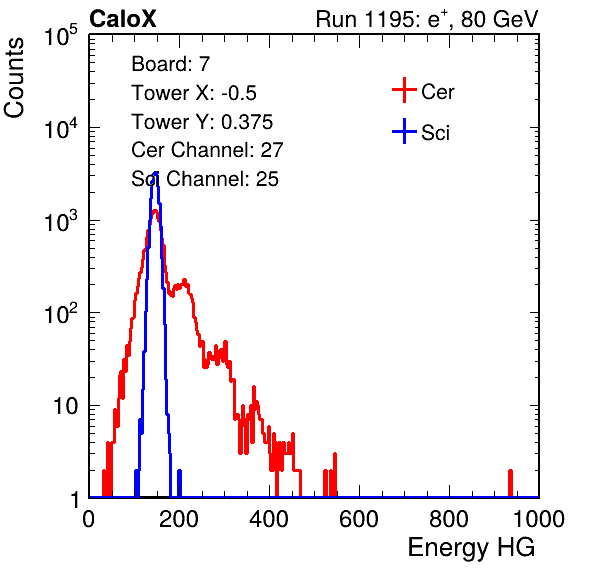 CaloX Run 1195: e⁺, 80 GeV
Counts
Board: 7
Tower X: -0.5
Tower Y: 0.375
Cer Channel: 27
Sci Channel: 25
Cer
Sci
10⁵
10⁴
10³
10²
10
1
0 200 400 600 800 1000
Energy HG